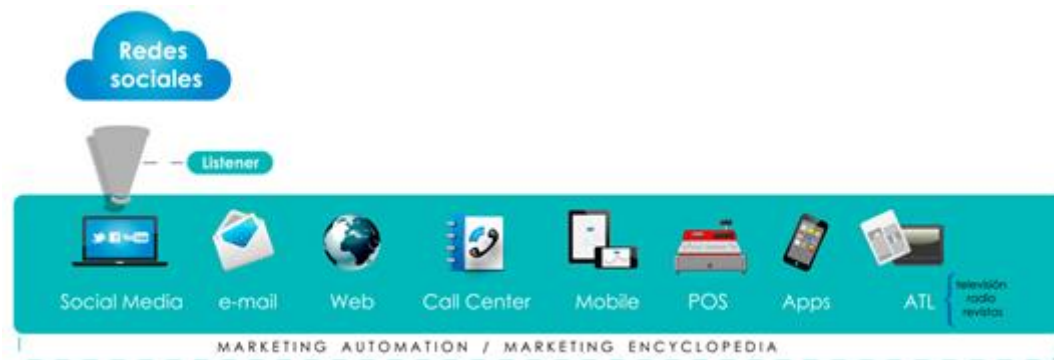 Redes
sociales
Listener
Social Media
e-mail
Web
Call Center
Mobile
POS
Apps
ATL
televisión
radio
revistas
MARKETING AUTOMATION / MARKETING ENCYCLOPEDIA